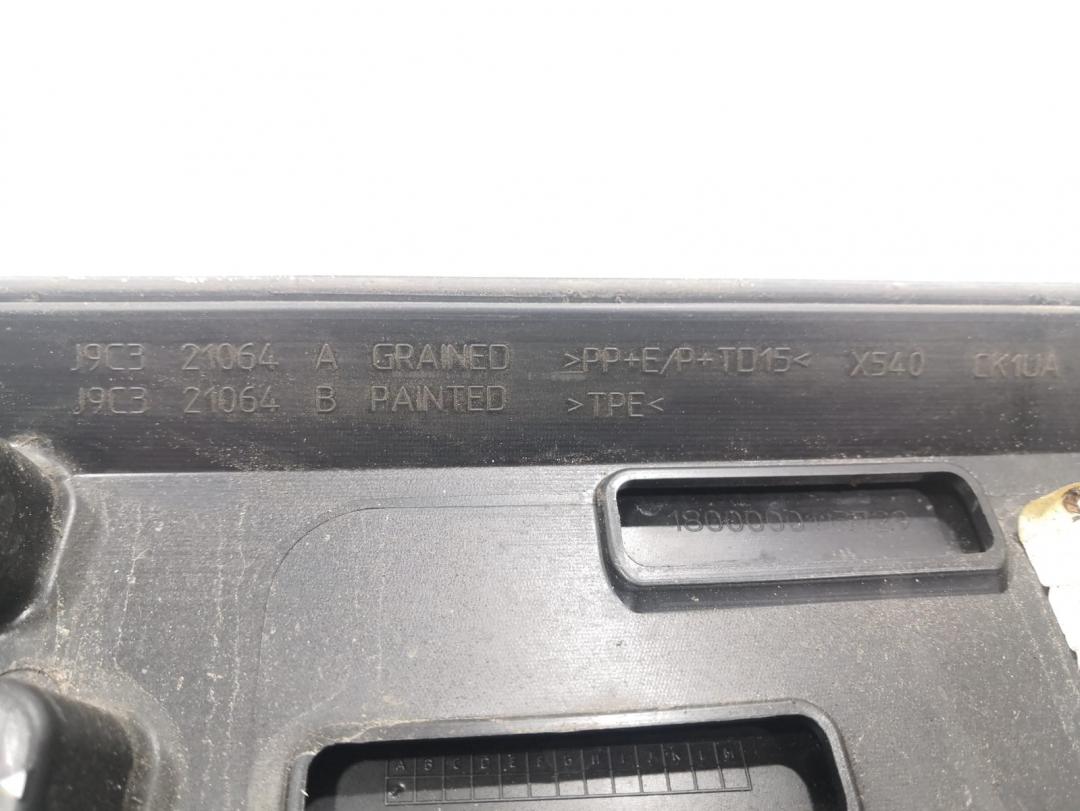 J9C3 21064 A GRAINED >PP+E/P+TD15< X540 CK1UA
J9C3 21064 B PAINTED >TPE<
A B C D E F G H I J K L M